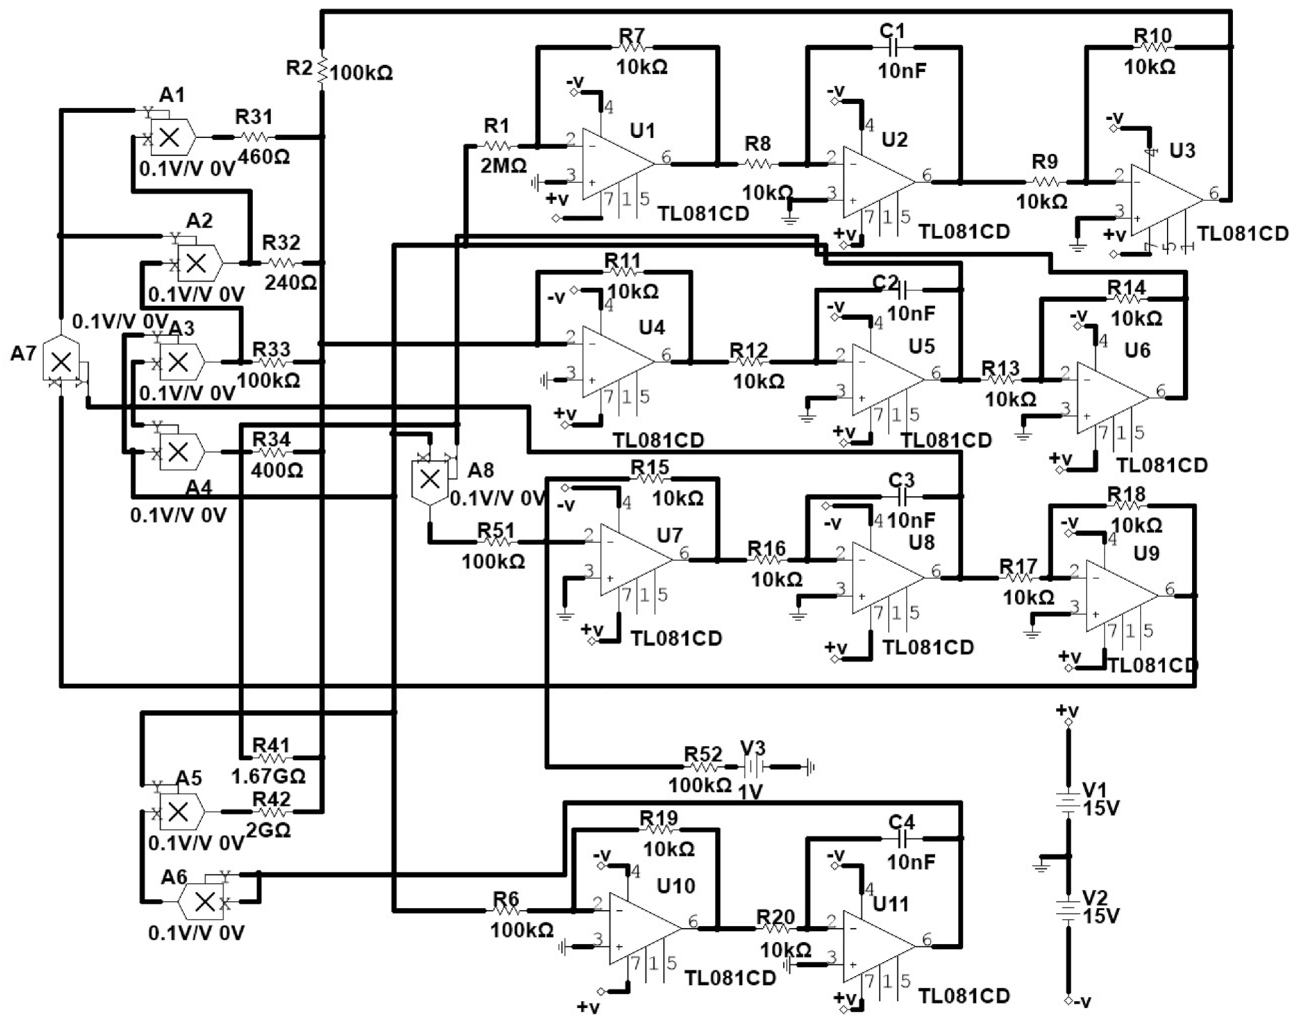 R2
100kΩ
A1
0.1V/V 0V
R31
460Ω
A2
0.1V/V 0V
R32
240Ω
A3
0.1V/V 0V
R33
100kΩ
A4
0.1V/V 0V
R34
400Ω
A7
0.1V/V 0V
A8
0.1V/V 0V
R51
100kΩ
R1
2MΩ
R7
10kΩ
-v
4
U1
2
3
6
7 1 5
+v
TL081CD
R8
10kΩ
C1
10nF
-v
4
U2
2
3
6
7 1 5
+v
TL081CD
R9
10kΩ
R10
10kΩ
-v
4
U3
2
3
6
7 5 1
+v
TL081CD
R11
10kΩ
-v
4
U4
2
3
6
7 1 5
+v
TL081CD
R12
10kΩ
C2
10nF
-v
4
U5
2
3
6
7 1 5
+v
TL081CD
R13
10kΩ
R14
10kΩ
-v
4
U6
2
3
6
7 1 5
+v
TL081CD
R15
10kΩ
-v
4
U7
2
3
6
7 1 5
+v
TL081CD
R16
10kΩ
C3
10nF
-v
4
U8
2
3
6
7 1 5
+v
TL081CD
R17
10kΩ
R18
10kΩ
-v
4
U9
2
3
6
7 1 5
+v
TL081CD
R41
1.67GΩ
A5
0.1V/V 0V
R42
2GΩ
A6
0.1V/V 0V
R52
100kΩ
V3
1V
R6
100kΩ
R19
10kΩ
-v
4
U10
2
3
6
7 1 5
+v
TL081CD
R20
10kΩ
C4
10nF
-v
4
U11
2
3
6
7 1 5
+v
TL081CD
+v
V1
15V
V2
15V
-v
Y
X
Y
X
Y
X
Y
X
Y
X
Y
X
Y
X
Y
X